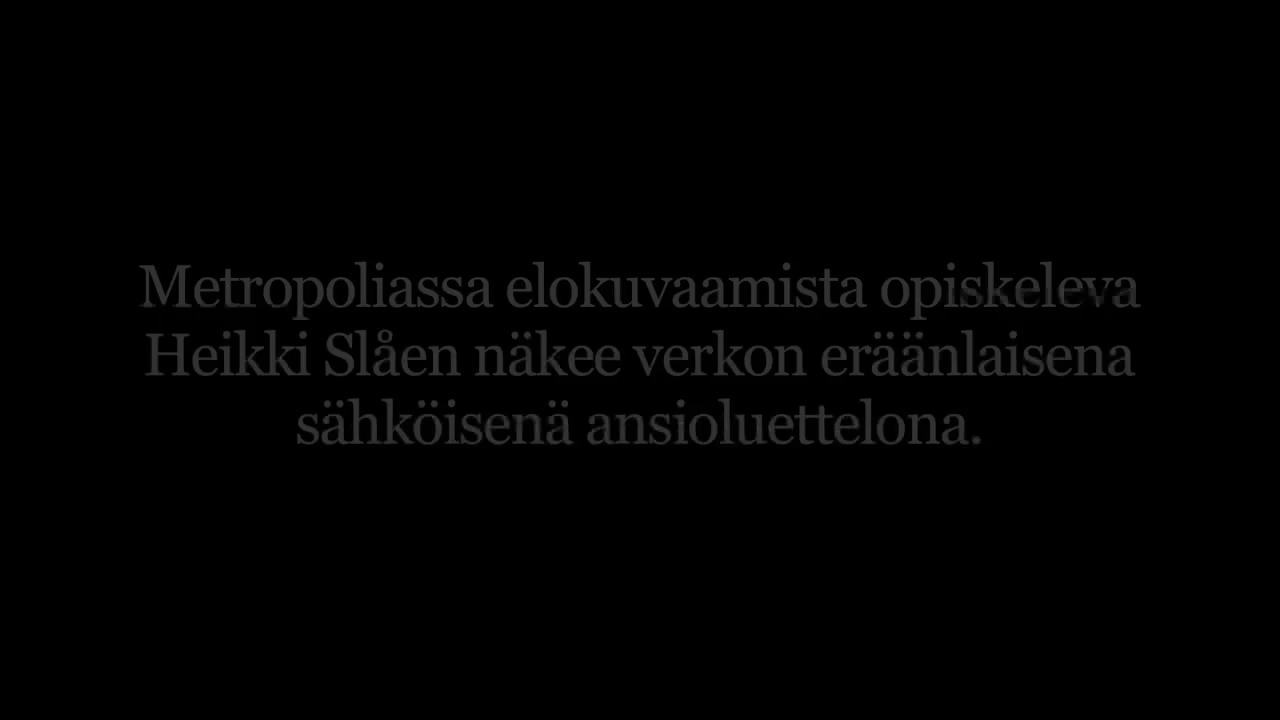 Metropoliassa elokuvaamista opiskeleva
Heikki Slåen näkee verkon eräänlaisena
sähköisenä ansioluettelona.